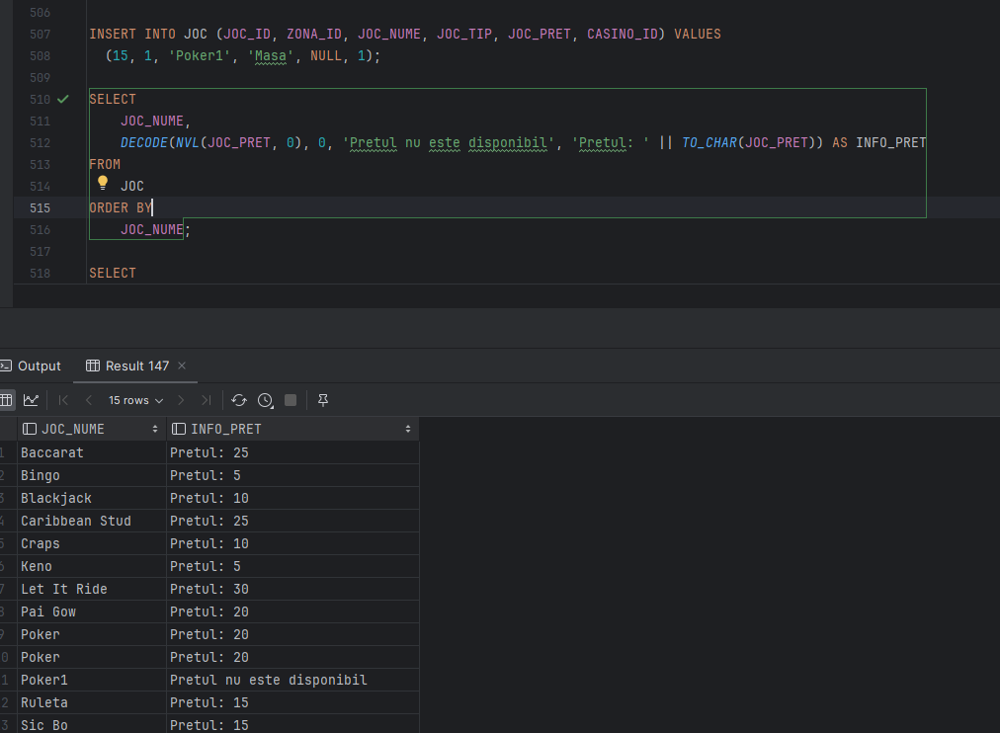 506
507 INSERT INTO JOC (JOC_ID, ZONA_ID, JOC_NUME, JOC_TIP, JOC_PRET, CASINO_ID) VALUES
508 (15, 1, 'Poker1', 'Masa', NULL, 1);
509
510 SELECT
511 JOC_NUME,
512 DECODE(NVL(JOC_PRET, 0), 0, 'Pretul nu este disponibil', 'Pretul: ' || TO_CHAR(JOC_PRET)) AS INFO_PRET
513 FROM
514 JOC
515 ORDER BY
516 JOC_NUME;
517
518 SELECT
Output Result 147
15 rows
JOC_NUME INFO_PRET
1 Baccarat Pretul: 25
2 Bingo Pretul: 5
3 Blackjack Pretul: 10
4 Caribbean Stud Pretul: 25
5 Craps Pretul: 10
6 Keno Pretul: 5
7 Let It Ride Pretul: 30
8 Pai Gow Pretul: 20
9 Poker Pretul: 20
0 Poker Pretul: 20
1 Poker1 Pretul nu este disponibil
2 Ruleta Pretul: 15
3 Sic Bo Pretul: 15